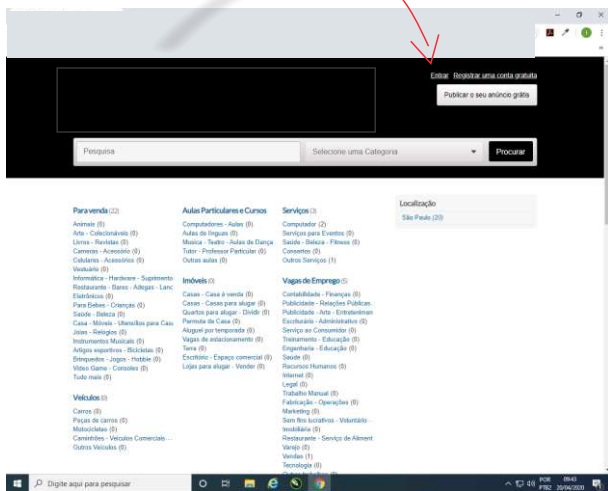 Entrar Registrar uma conta gratuita
Publicar o seu anúncio grátis
Pesquisa
Selecione uma Categoria
Procurar
Para venda (22)
Animais (0)
Arte - Colecionáveis (0)
Livros - Revistas (0)
Cameras - Acessório (0)
Celulares - Acessórios (0)
Vestuário (0)
Informática - Hardware - Suprimento
Restaurante - Bares - Adegas - Lanc
Eletrônicos (0)
Para Bebes - Crianças (0)
Saúde - Beleza (0)
Casa - Móveis - Utensílios para Casa
Joias - Relogios (0)
Instrumentos Musicais (0)
Artigos esportivos - Bicicletas (0)
Brinquedos - Jogos - Hobbie (0)
Video Game - Consoles (0)
Tudo mais (0)
Veículos (0)
Carros (0)
Peças de carros (0)
Motocicletas (0)
Caminhões - Veículos Comerciais -...
Outros Veículos (0)
Aulas Particulares e Cursos
Computadores - Aulas (0)
Aulas de línguas (0)
Musica - Teatro - Aulas de Dança
Tutor - Professor Particular (0)
Outras aulas (0)
Imóveis (0)
Casas - Casa à venda (0)
Casas - Casas para alugar (0)
Quartos para alugar - Dividir (0)
Permuta de Casa (0)
Aluguel por temporada (0)
Vagas de estacionamento (0)
Terra (0)
Escritório - Espaço comercial (0)
Lojas para alugar - Vender (0)
Serviços (3)
Computador (2)
Serviços para Eventos (0)
Saúde - Beleza - Fitness (0)
Consertos (0)
Outros Serviços (1)
Vagas de Emprego (5)
Contabilidade - Finanças (0)
Publicidade - Relações Públicas
Publicidade - Arte - Entretenimen
Escriturário - Administrativo (0)
Serviço ao Consumidor (0)
Treinamento - Educação (0)
Engenharia - Educação (0)
Saude (0)
Recursos Humanos (0)
Internet (0)
Legal (0)
Trabalho Manual (0)
Fabricação - Operações (0)
Marketing (0)
Sem fins lucrativos - Voluntário -
Imobiliária (0)
Restaurante - Serviço de Aliment
Varejo (0)
Vendas (1)
Tecnologia (0)
Localização
São Paulo (20)
Digite aqui para pesquisar
POR 09:43
PTB2 20/04/2020